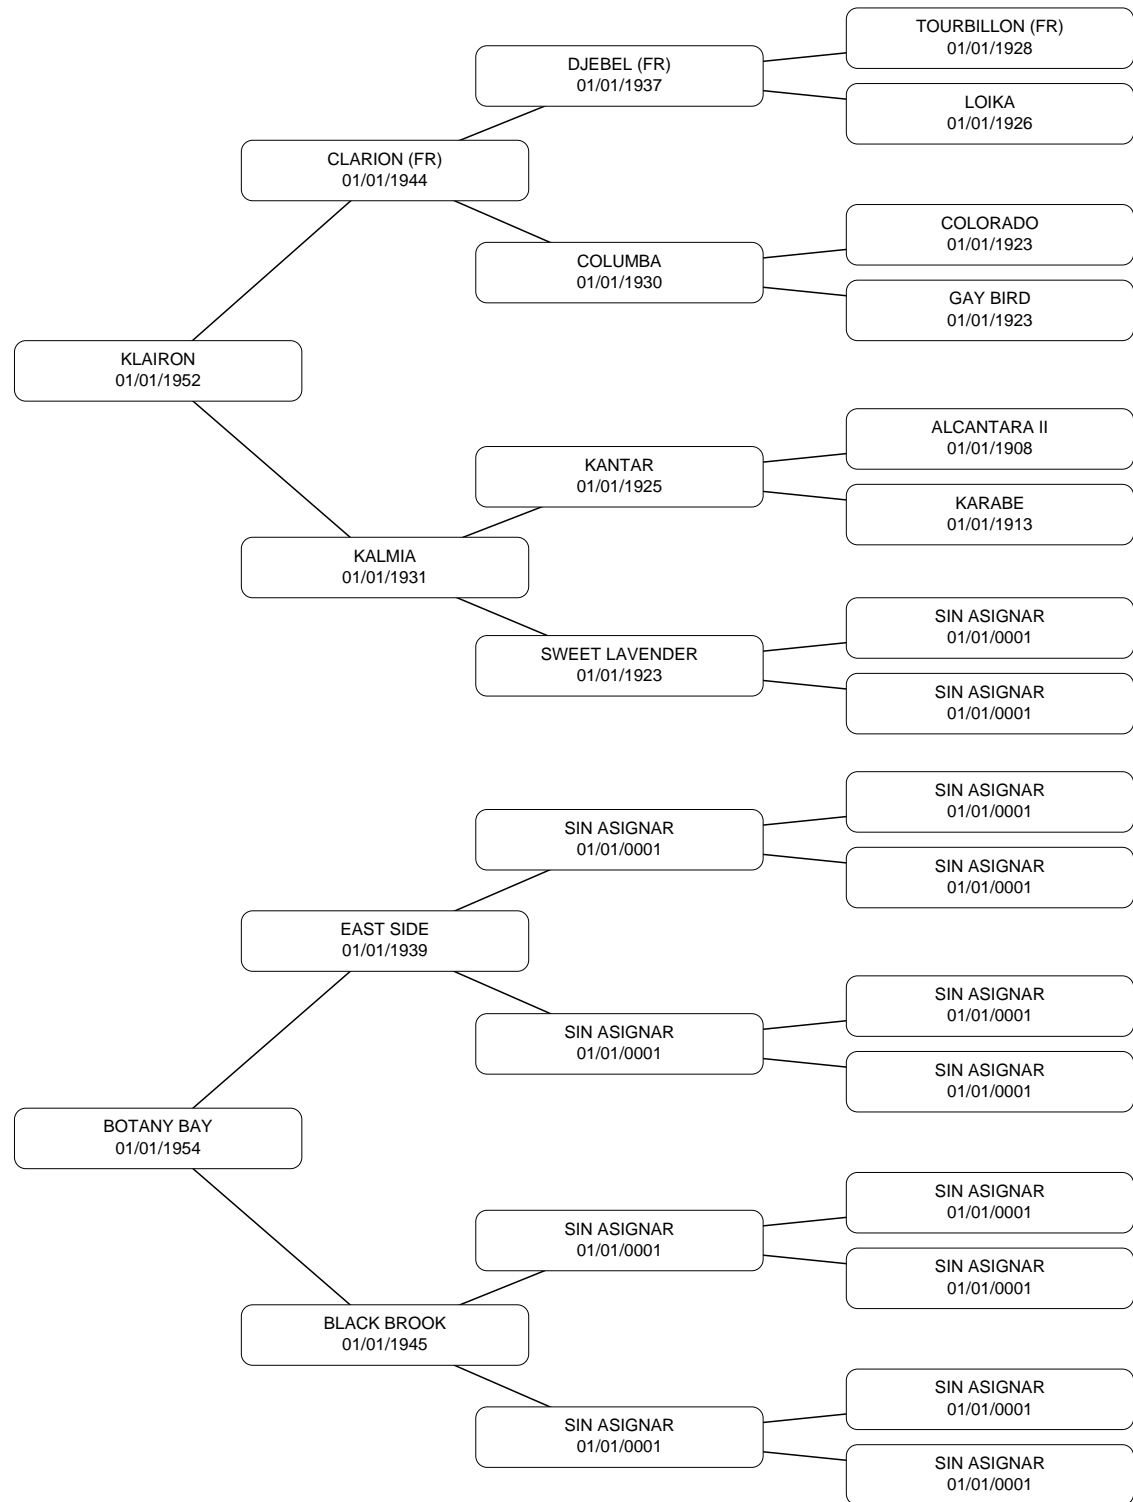 TOURBILLON (FR)
01/01/1928
DJEBEL (FR)
01/01/1937
LOIKA
01/01/1926
CLARION (FR)
01/01/1944
COLORADO
01/01/1923
COLUMBA
01/01/1930
GAY BIRD
01/01/1923
KLAIRON
01/01/1952
ALCANTARA II
01/01/1908
KANTAR
01/01/1925
KARABE
01/01/1913
KALMIA
01/01/1931
SIN ASIGNAR
01/01/0001
SWEET LAVENDER
01/01/1923
SIN ASIGNAR
01/01/0001
SIN ASIGNAR
01/01/0001
SIN ASIGNAR
01/01/0001
SIN ASIGNAR
01/01/0001
EAST SIDE
01/01/1939
SIN ASIGNAR
01/01/0001
SIN ASIGNAR
01/01/0001
SIN ASIGNAR
01/01/0001
BOTANY BAY
01/01/1954
SIN ASIGNAR
01/01/0001
SIN ASIGNAR
01/01/0001
SIN ASIGNAR
01/01/0001
BLACK BROOK
01/01/1945
SIN ASIGNAR
01/01/0001
SIN ASIGNAR
01/01/0001
SIN ASIGNAR
01/01/0001